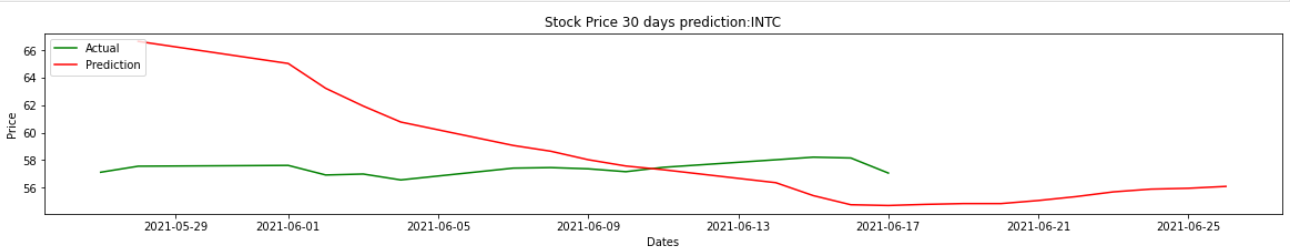 Stock Price 30 days prediction:INTC
Actual
Prediction
66
64
62
60
58
56
Price
2021-05-29 2021-06-01 2021-06-05 2021-06-09 2021-06-13 2021-06-17 2021-06-21 2021-06-25
Dates